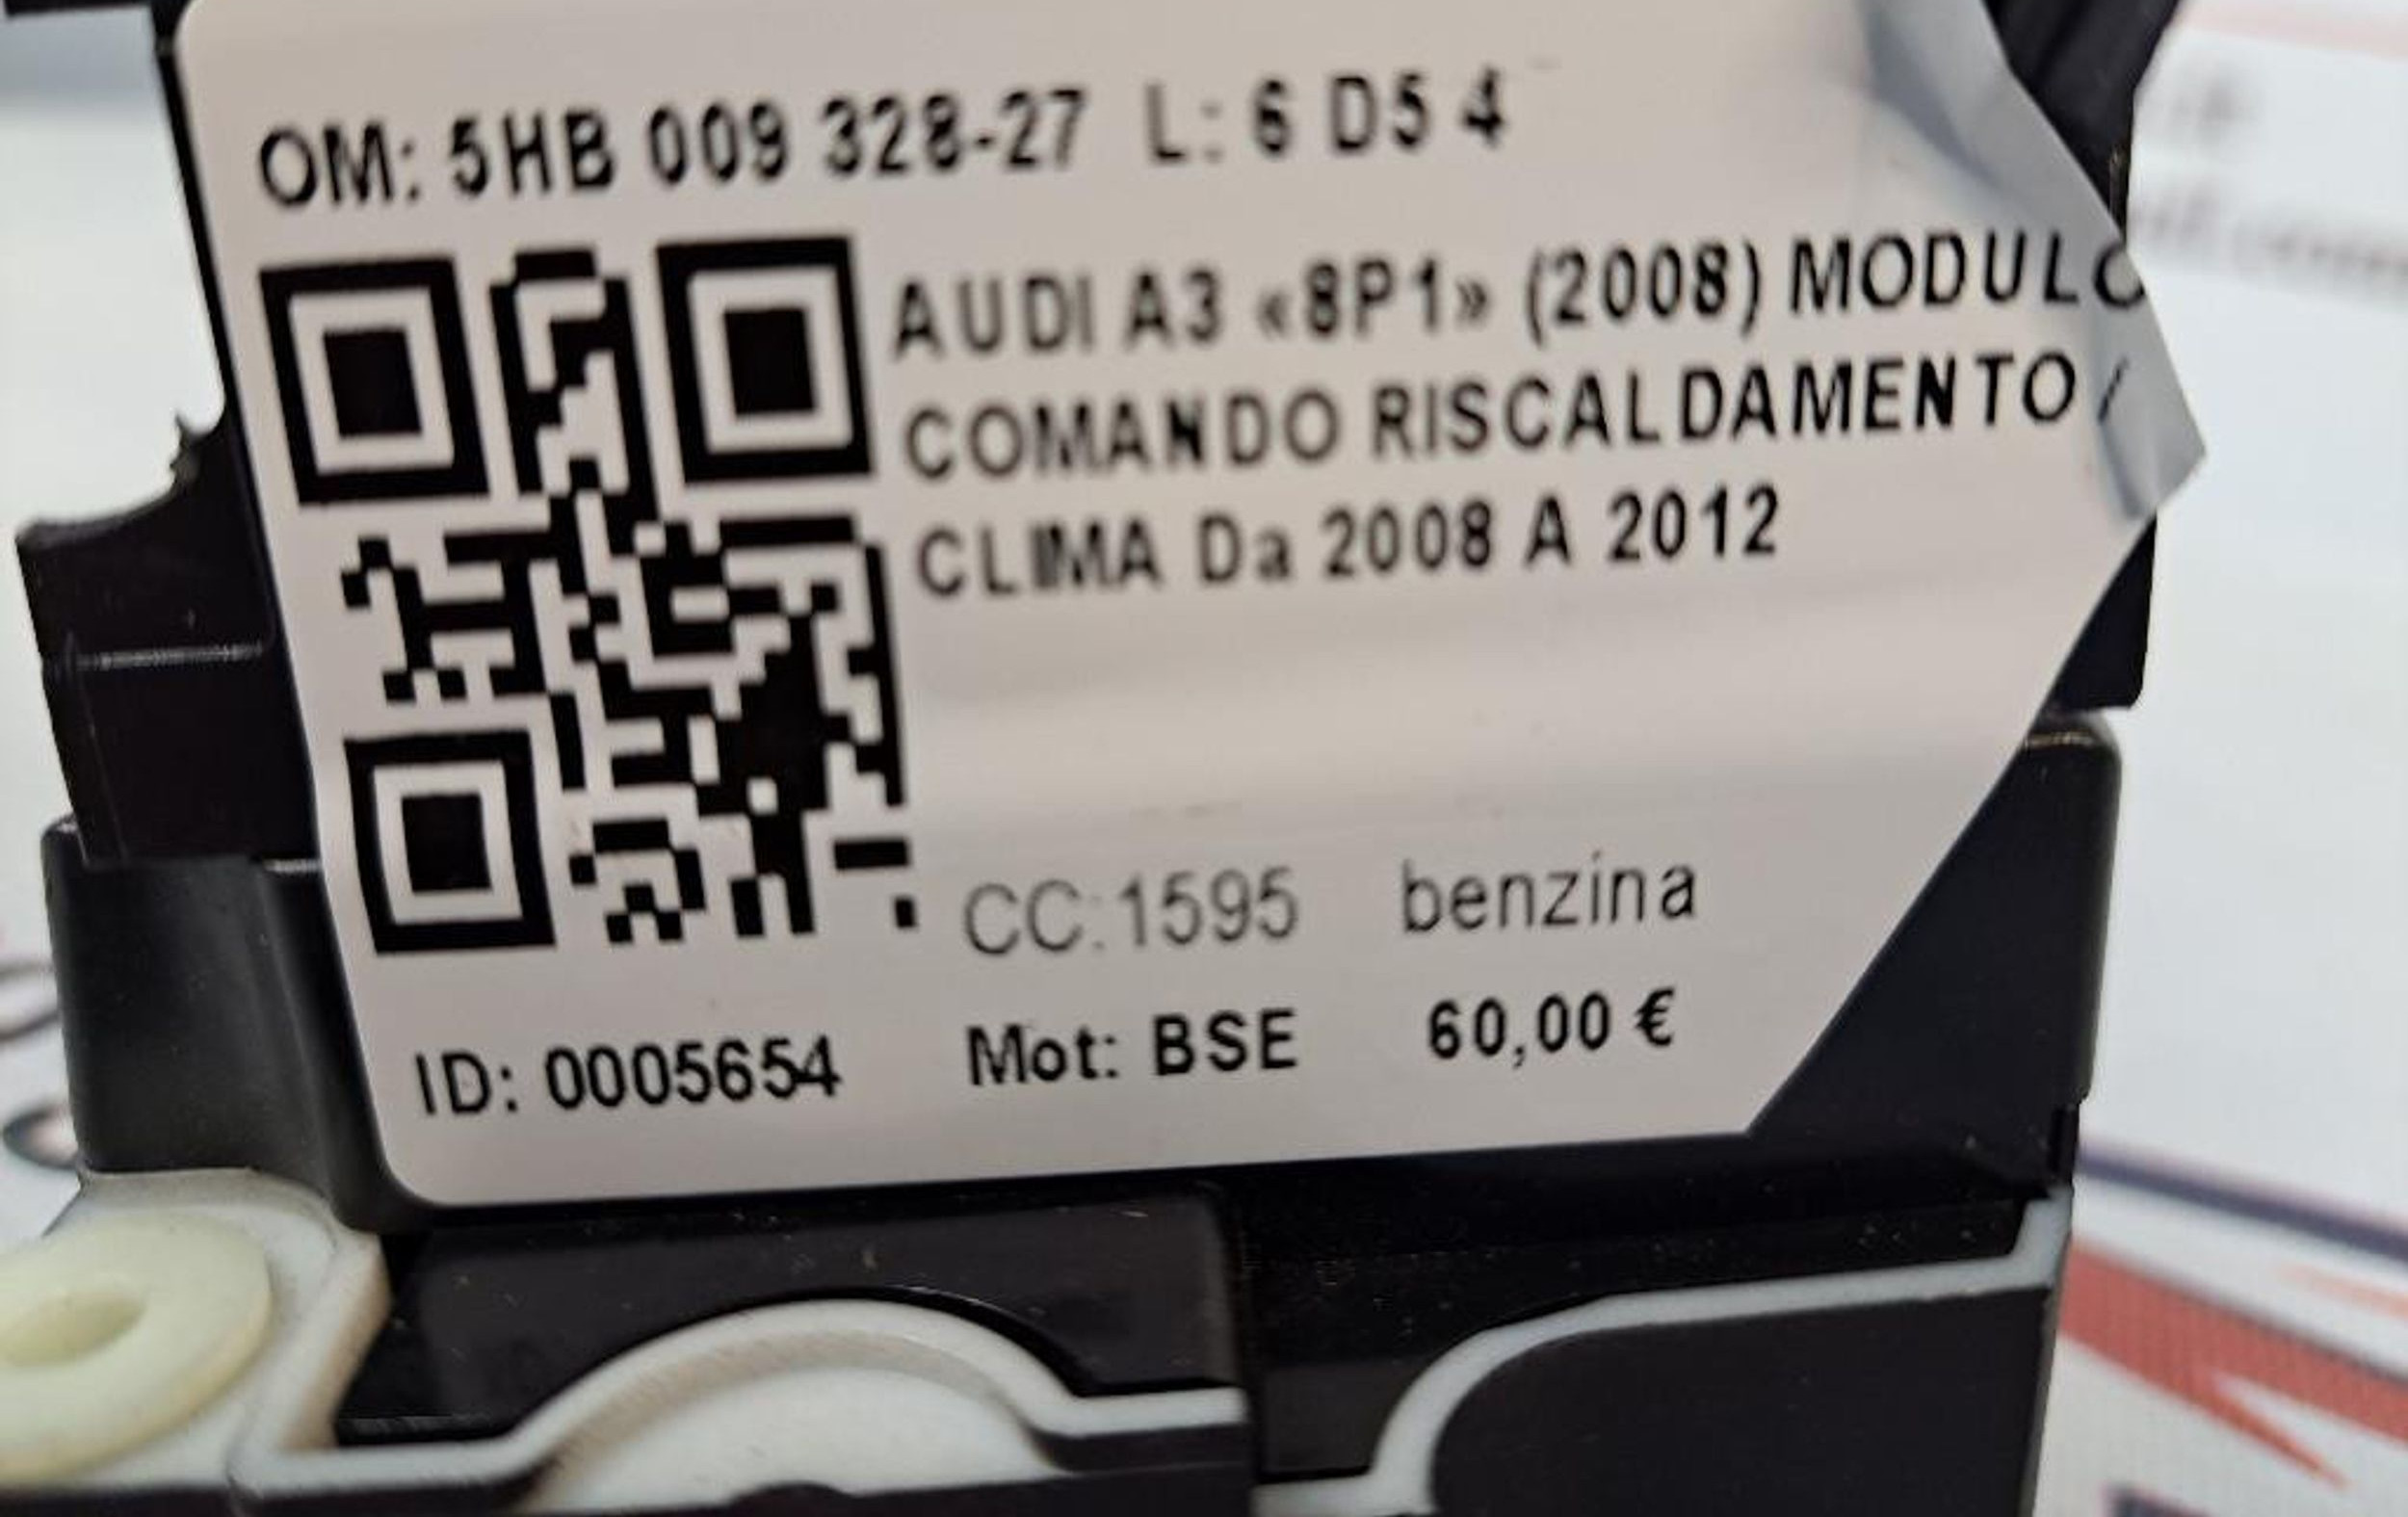 OM: 5HB 009 328-27 L: 6 D5 4
AUDI A3 «8P1» (2008) MODULO
COMANDO RISCALDAMENTO /
CLIMA Da 2008 A 2012
CC:1595 benzina
ID: 0005654 Mot: BSE 60,00 €